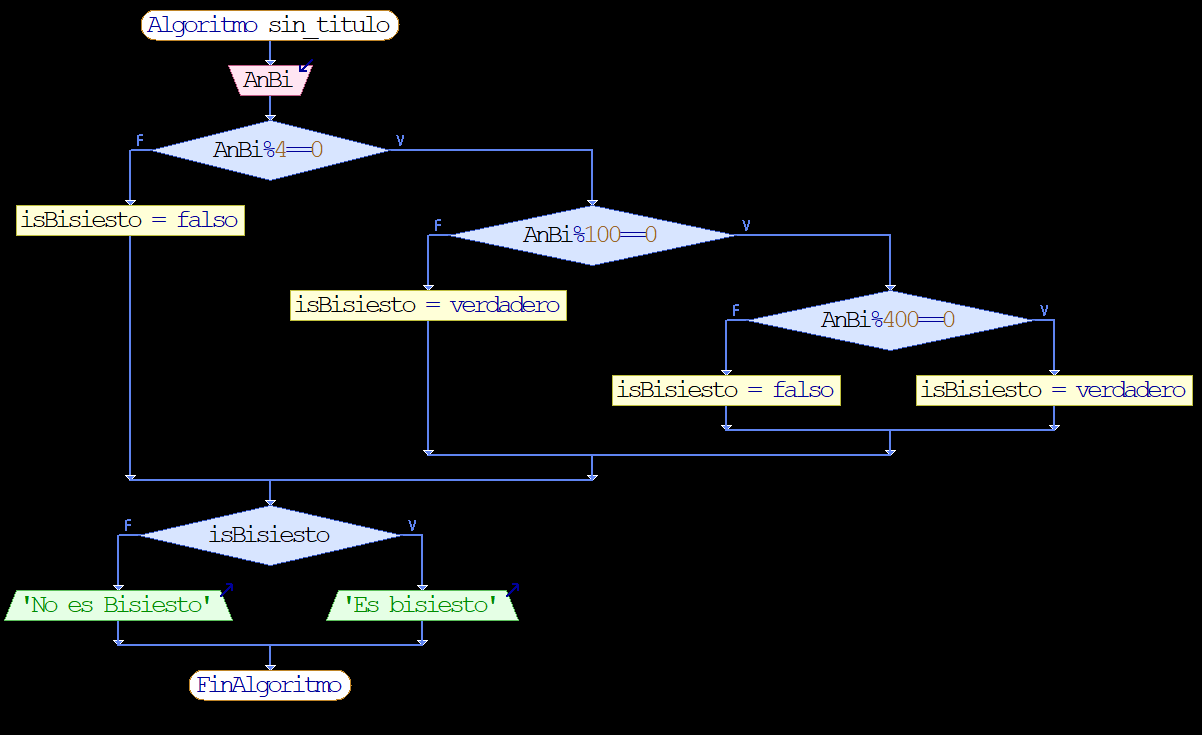 Algoritmo sin_titulo
AnBi
F
AnBi%4==0
V
isBisiesto = falso
F
AnBi%100==0
V
isBisiesto = verdadero
F
AnBi%400==0
V
isBisiesto = falso
isBisiesto = verdadero
F
isBisiesto
V
'No es Bisiesto'
'Es bisiesto'
FinAlgoritmo